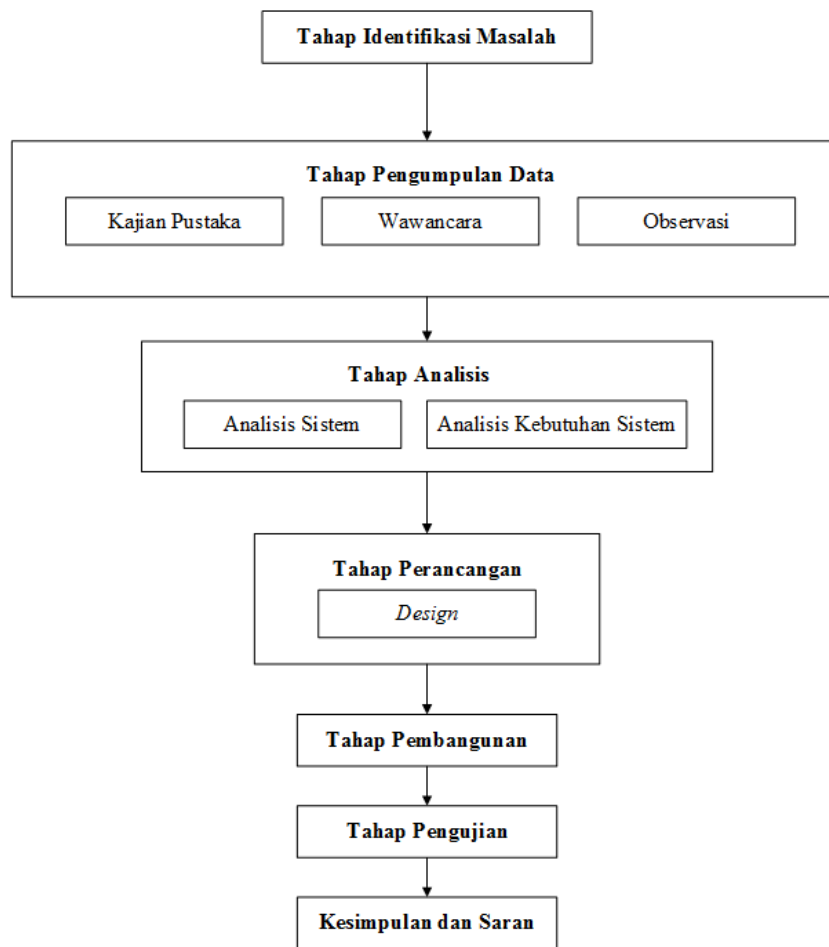 Tahap Identifikasi Masalah
Tahap Pengumpulan Data
Kajian Pustaka
Wawancara
Observasi
Tahap Analisis
Analisis Sistem
Analisis Kebutuhan Sistem
Tahap Perancangan
Design
Tahap Pembangunan
Tahap Pengujian
Kesimpulan dan Saran